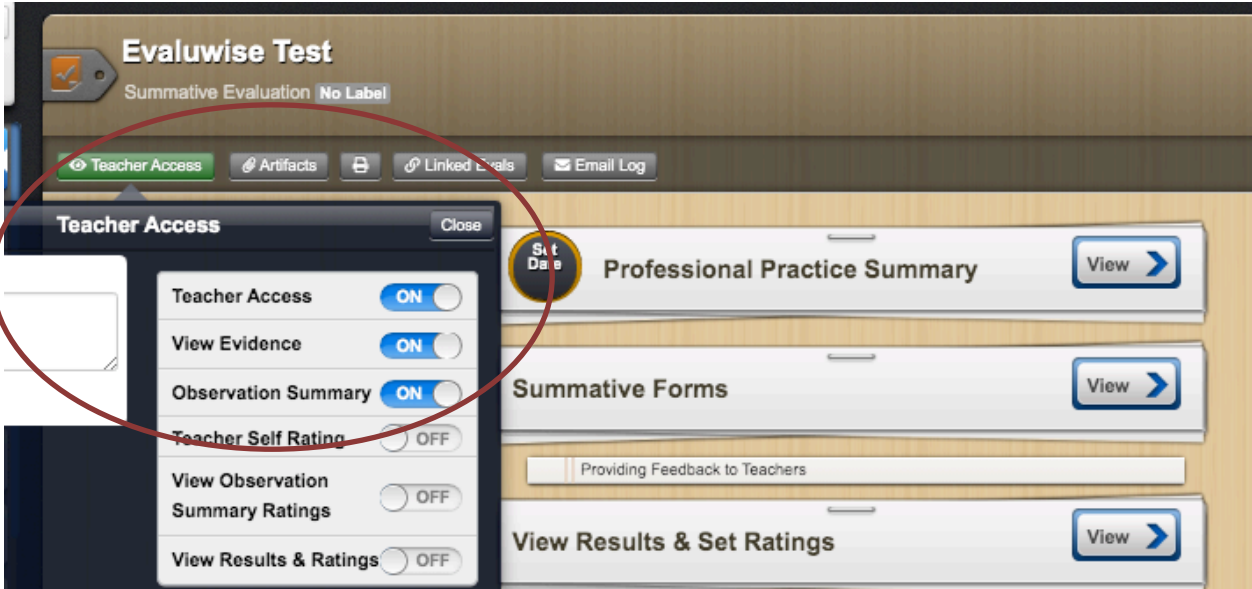 Evaluwise Test
Summative Evaluation No Label
Teacher Access Artifacts Linked Evals Email Log
Teacher Access Close
Teacher Access ON
View Evidence ON
Observation Summary ON
Teacher Self Rating OFF
View Observation
Summary Ratings OFF
View Results & Ratings OFF
Set
Date
Professional Practice Summary View
Summative Forms View
Providing Feedback to Teachers
View Results & Set Ratings View